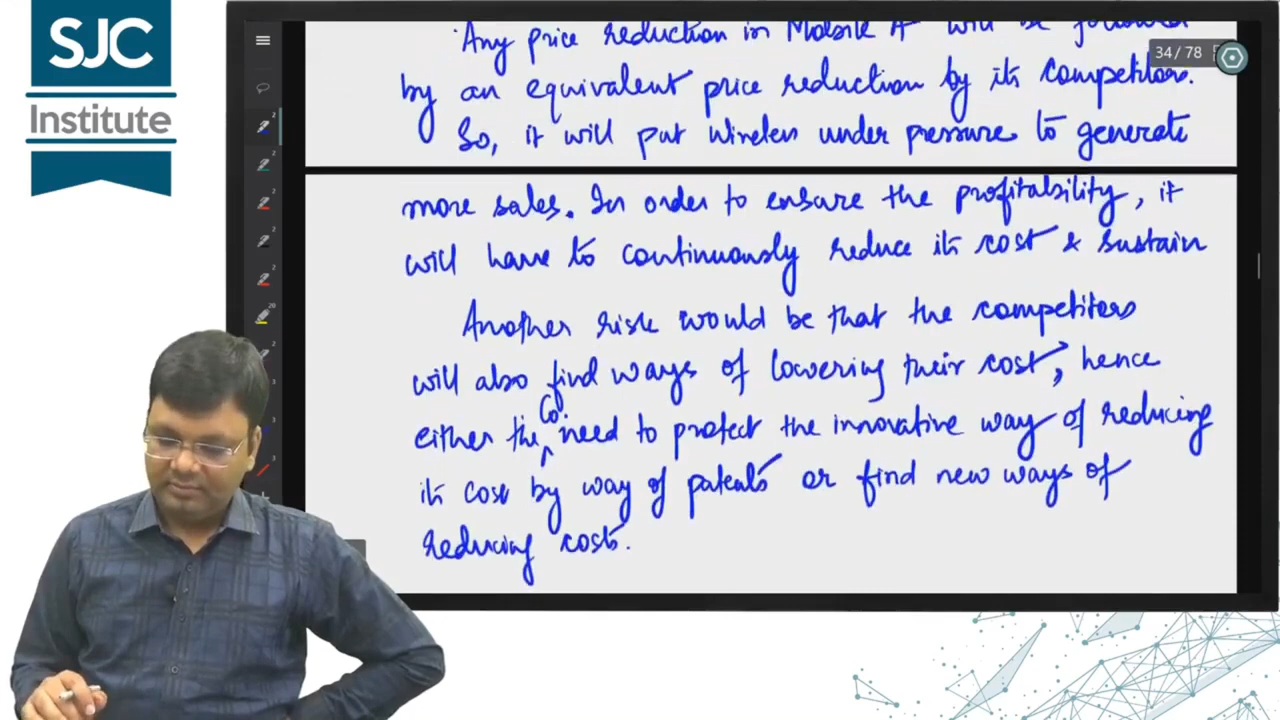 SJC
Institute
34 / 78
Any price reduction in Mobile A will be followed
by an equivalent price reduction by its competitors.
So, it will put wireless under pressure to generate
more sales. In order to ensure the profitability, it
will have to continuously reduce its cost & sustain
Another risk would be that the competitors
will also find ways of lowering their cost, hence
either the Co. need to protect the innovative way of reducing
its cost by way of patents or find new ways of
reducing costs.